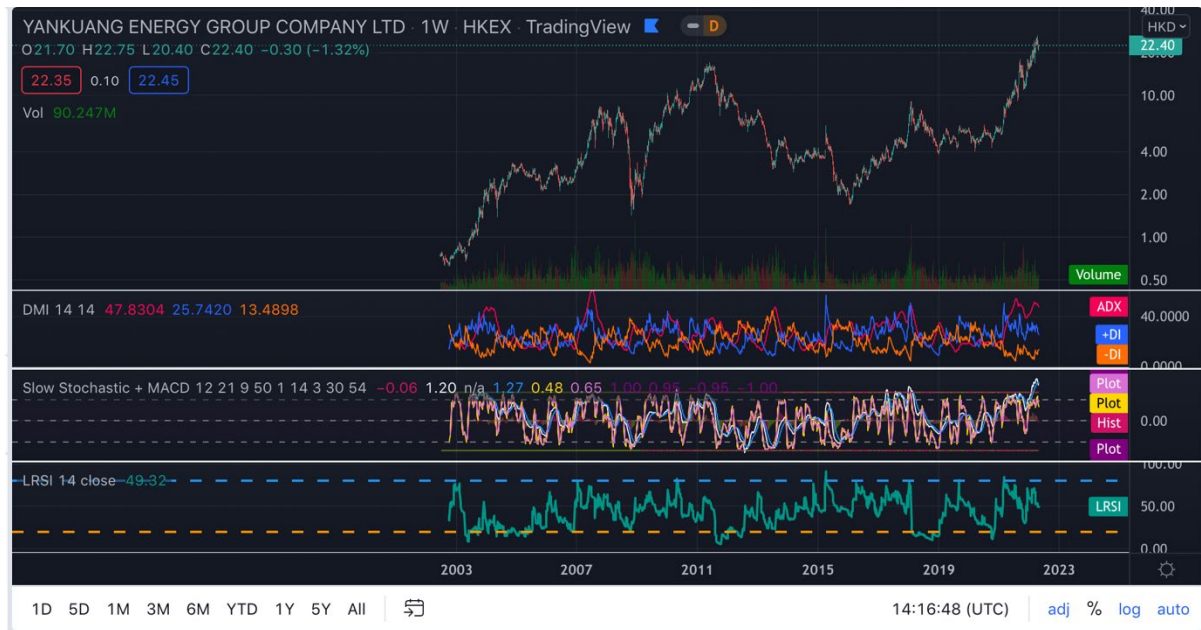 YANKUANG ENERGY GROUP COMPANY LTD · 1W · HKEX · TradingView D
O21.70 H22.75 L20.40 C22.40 −0.30 (−1.32%)
22.35 0.10 22.45
Vol 90.247M
40.00
HKD
22.40
20.00
10.00
4.00
2.00
1.00
Volume 0.50
DMI 14 14 47.8304 25.7420 13.4898
ADX
40.0000
+DI
-DI
0.0000
Slow Stochastic + MACD 12 21 9 50 1 14 3 30 54 −0.06 1.20 n/a 1.27 0.48 0.65 1.00 0.95 −0.95 −1.00
Plot
Plot
Hist 0.00
Plot
100.00
LRSI 14 close 49.32
LRSI 50.00
0.00
2003 2007 2011 2015 2019 2023
1D 5D 1M 3M 6M YTD 1Y 5Y All 14:16:48 (UTC) adj % log auto